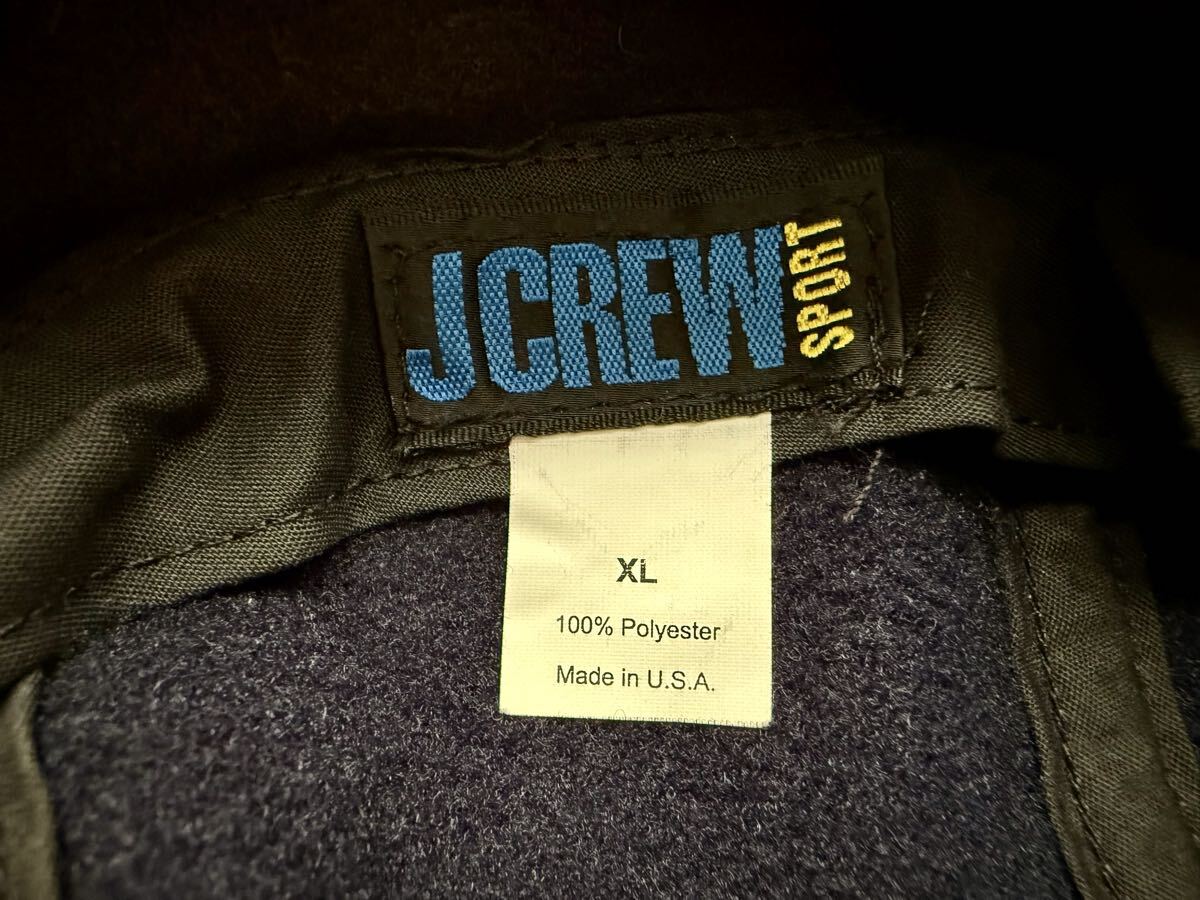 JCREW SPORT
XL
100% Polyester
Made in U.S.A.